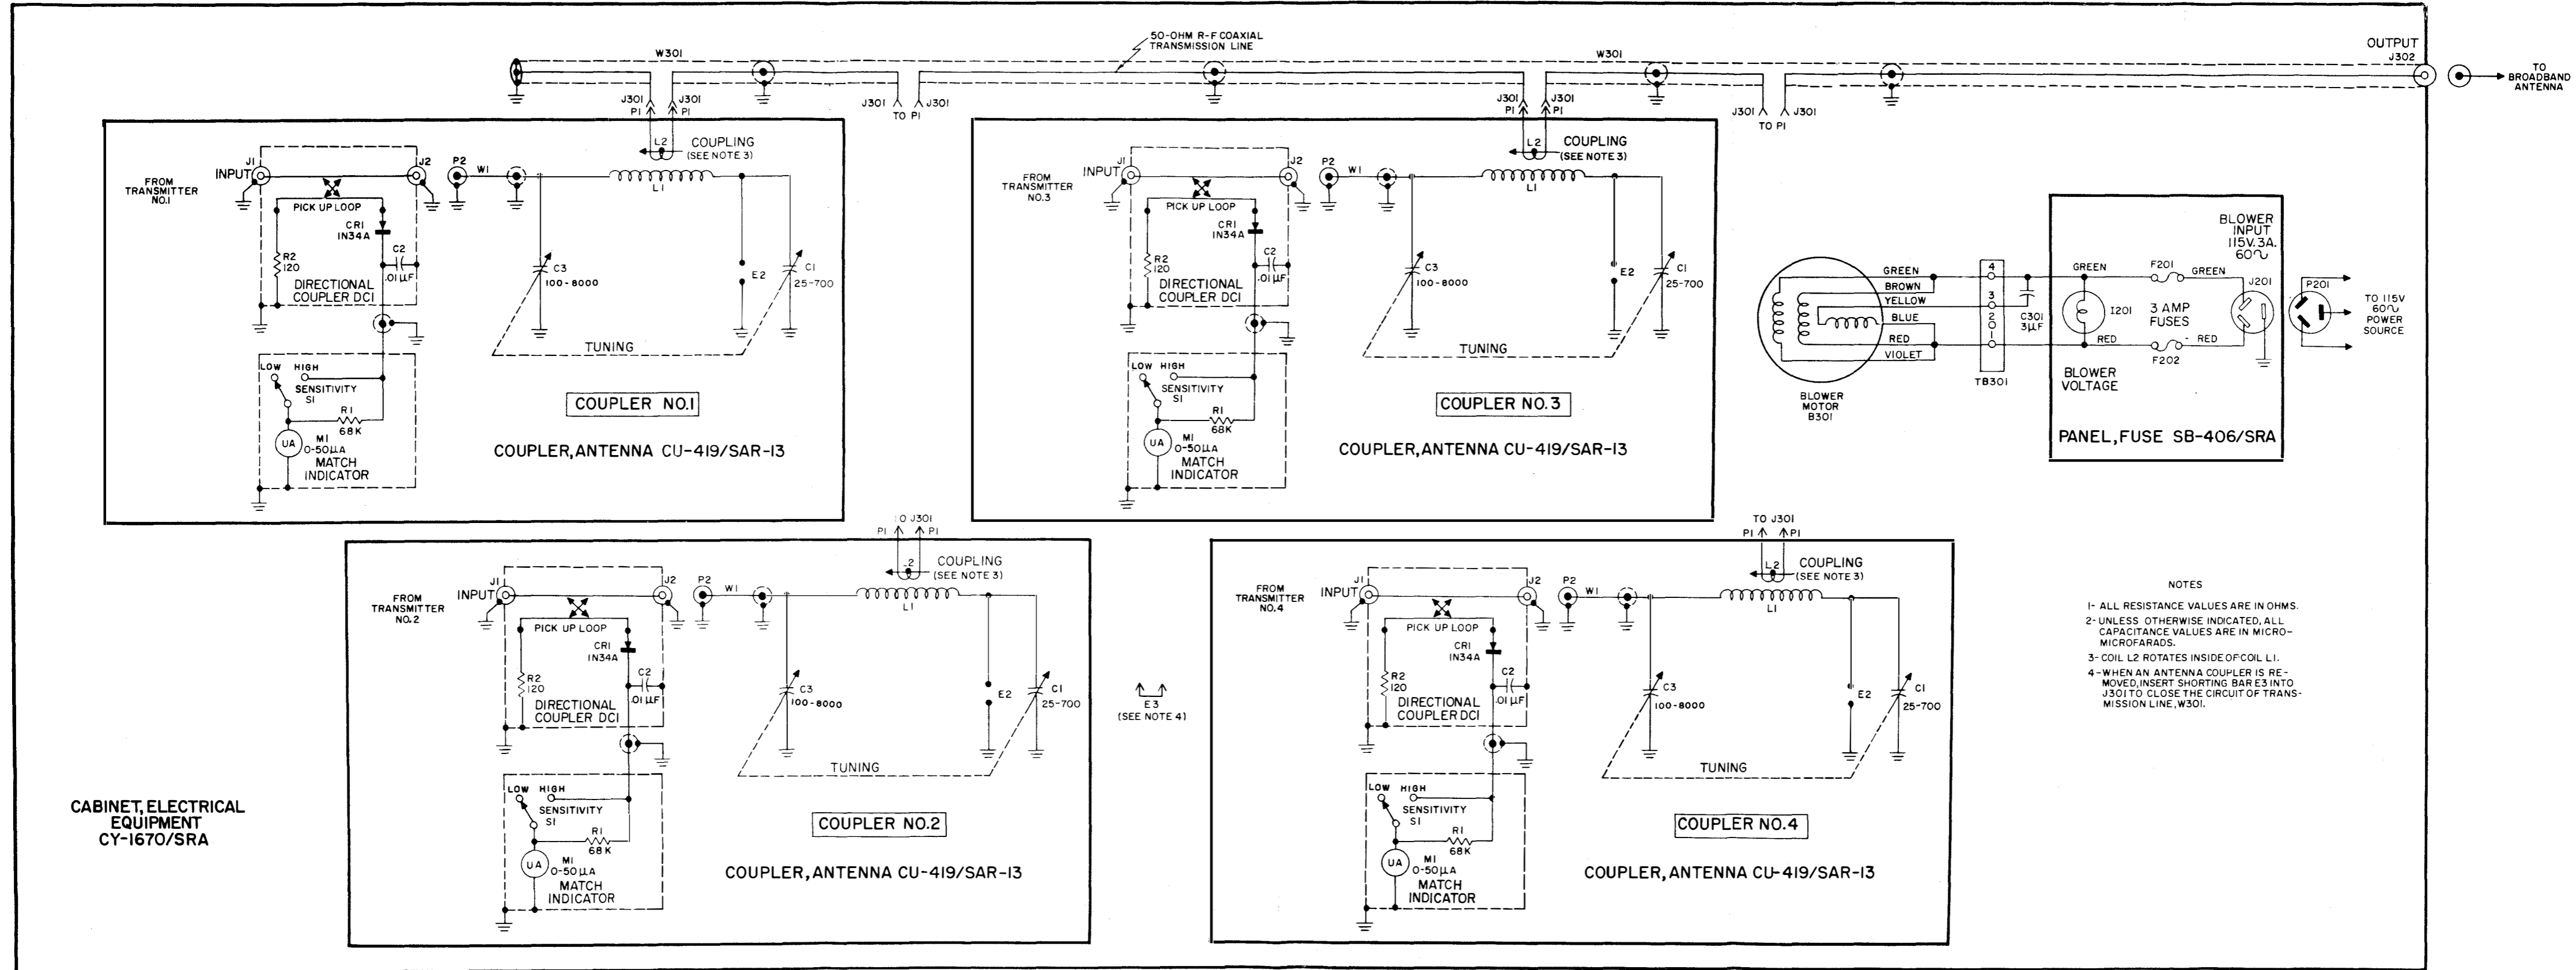 W301
50-OHM R-F COAXIAL
TRANSMISSION LINE
W301
OUTPUT
J302
TO
BROADBAND
ANTENNA
J301 J301
P1 P1
J301 J301
TO P1
J301 J301
P1 P1
J301 J301
TO P1
FROM
TRANSMITTER
NO.1
J1
INPUT
J2
P2
W1
L2
COUPLING
(SEE NOTE 3)
L1
PICK UP LOOP
CR1
1N34A
R2
120
C2
.01µF
DIRECTIONAL
COUPLER DC1
C3
100-8000
E2
C1
25-700
TUNING
LOW HIGH
SENSITIVITY
S1
R1
68K
UA
M1
0-50µA
MATCH
INDICATOR
COUPLER NO.1
COUPLER,ANTENNA CU-419/SAR-13
FROM
TRANSMITTER
NO.3
J1
INPUT
J2
P2
W1
L2
COUPLING
(SEE NOTE 3)
L1
PICK UP LOOP
CR1
1N34A
R2
120
C2
.01µF
DIRECTIONAL
COUPLER DC1
C3
100-8000
E2
C1
25-700
TUNING
LOW HIGH
SENSITIVITY
S1
R1
68K
UA
M1
0-50µA
MATCH
INDICATOR
COUPLER NO.3
COUPLER,ANTENNA CU-419/SAR-13
GREEN
BROWN
YELLOW
BLUE
RED
VIOLET
BLOWER
MOTOR
B301
4
3
2
1
TB301
C301
3µF
GREEN
F201
GREEN
I201
3 AMP
FUSES
RED
F202
RED
BLOWER
VOLTAGE
BLOWER
INPUT
115V.3A.
60∿
J201
P201
TO 115V
60∿
POWER
SOURCE
PANEL,FUSE SB-406/SRA
TO J301
P1 P1
FROM
TRANSMITTER
NO.2
J1
INPUT
J2
P2
W1
COUPLING
(SEE NOTE 3)
L1
PICK UP LOOP
CR1
1N34A
R2
120
C2
.01µF
DIRECTIONAL
COUPLER DC1
C3
100-8000
E2
C1
25-700
TUNING
LOW HIGH
SENSITIVITY
S1
R1
68K
UA
M1
0-50µA
MATCH
INDICATOR
COUPLER NO.2
COUPLER,ANTENNA CU-419/SAR-13
E3
(SEE NOTE 4)
TO J301
P1 P1
FROM
TRANSMITTER
NO.4
J1
INPUT
J2
P2
W1
L2
COUPLING
(SEE NOTE 3)
L1
PICK UP LOOP
CR1
1N34A
R2
120
C2
.01µF
DIRECTIONAL
COUPLER DC1
C3
100-8000
E2
C1
25-700
TUNING
LOW HIGH
SENSITIVITY
S1
R1
68K
UA
M1
0-50µA
MATCH
INDICATOR
COUPLER NO.4
COUPLER,ANTENNA CU-419/SAR-13
NOTES
1- ALL RESISTANCE VALUES ARE IN OHMS.
2- UNLESS OTHERWISE INDICATED, ALL
CAPACITANCE VALUES ARE IN MICRO-
MICROFARADS.
3- COIL L2 ROTATES INSIDE OF COIL L1.
4-WHEN AN ANTENNA COUPLER IS RE-
MOVED,INSERT SHORTING BAR E3 INTO
J301 TO CLOSE THE CIRCUIT OF TRANS-
MISSION LINE, W301.
CABINET, ELECTRICAL
EQUIPMENT
CY-1670/SRA